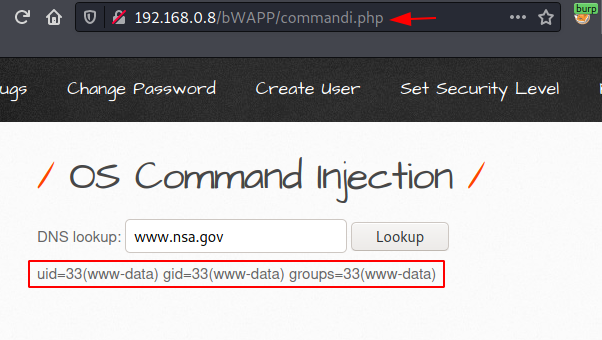 burp
192.168.0.8/bWAPP/commandi.php
ugs Change Password Create User Set Security Level
/ OS Command Injection /
DNS lookup: www.nsa.gov Lookup
uid=33(www-data) gid=33(www-data) groups=33(www-data)